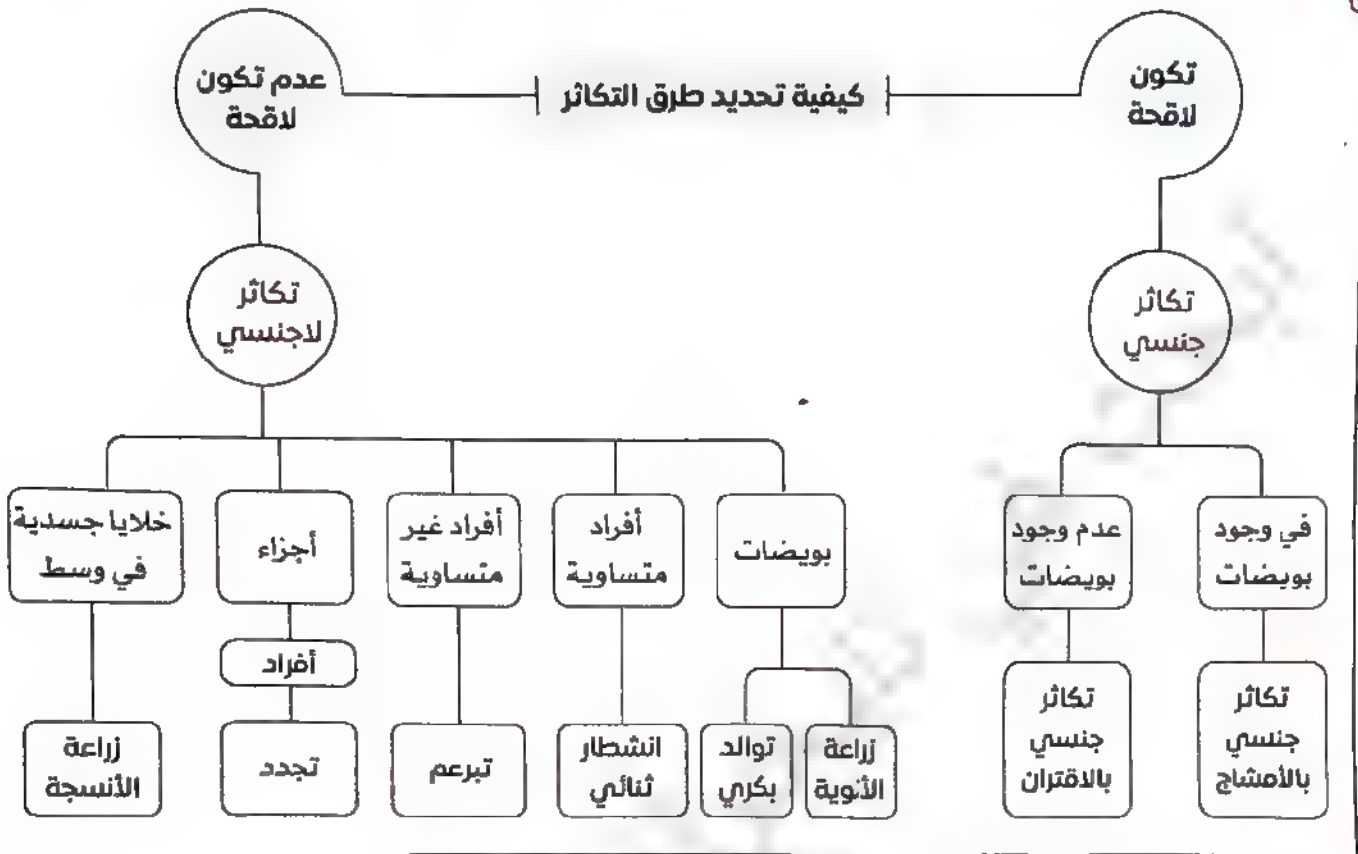 كيفية تحديد طرق التكاثر
تكون
لاقحة
تكاثر
جنسي
في وجود
بويضات
تكاثر
جنسي
بالأمشاج
عدم وجود
بويضات
تكاثر
جنسي
بالاقتران
عدم تكون
لاقحة
تكاثر
لاجنسي
بويضات
زراعة
الأنوية
توالد
بكري
أفراد
متساوية
انشطار
ثنائي
أفراد غير
متساوية
تبرعم
أجزاء
أفراد
تجدد
خلايا جسدية
في وسط
زراعة
الأنسجة